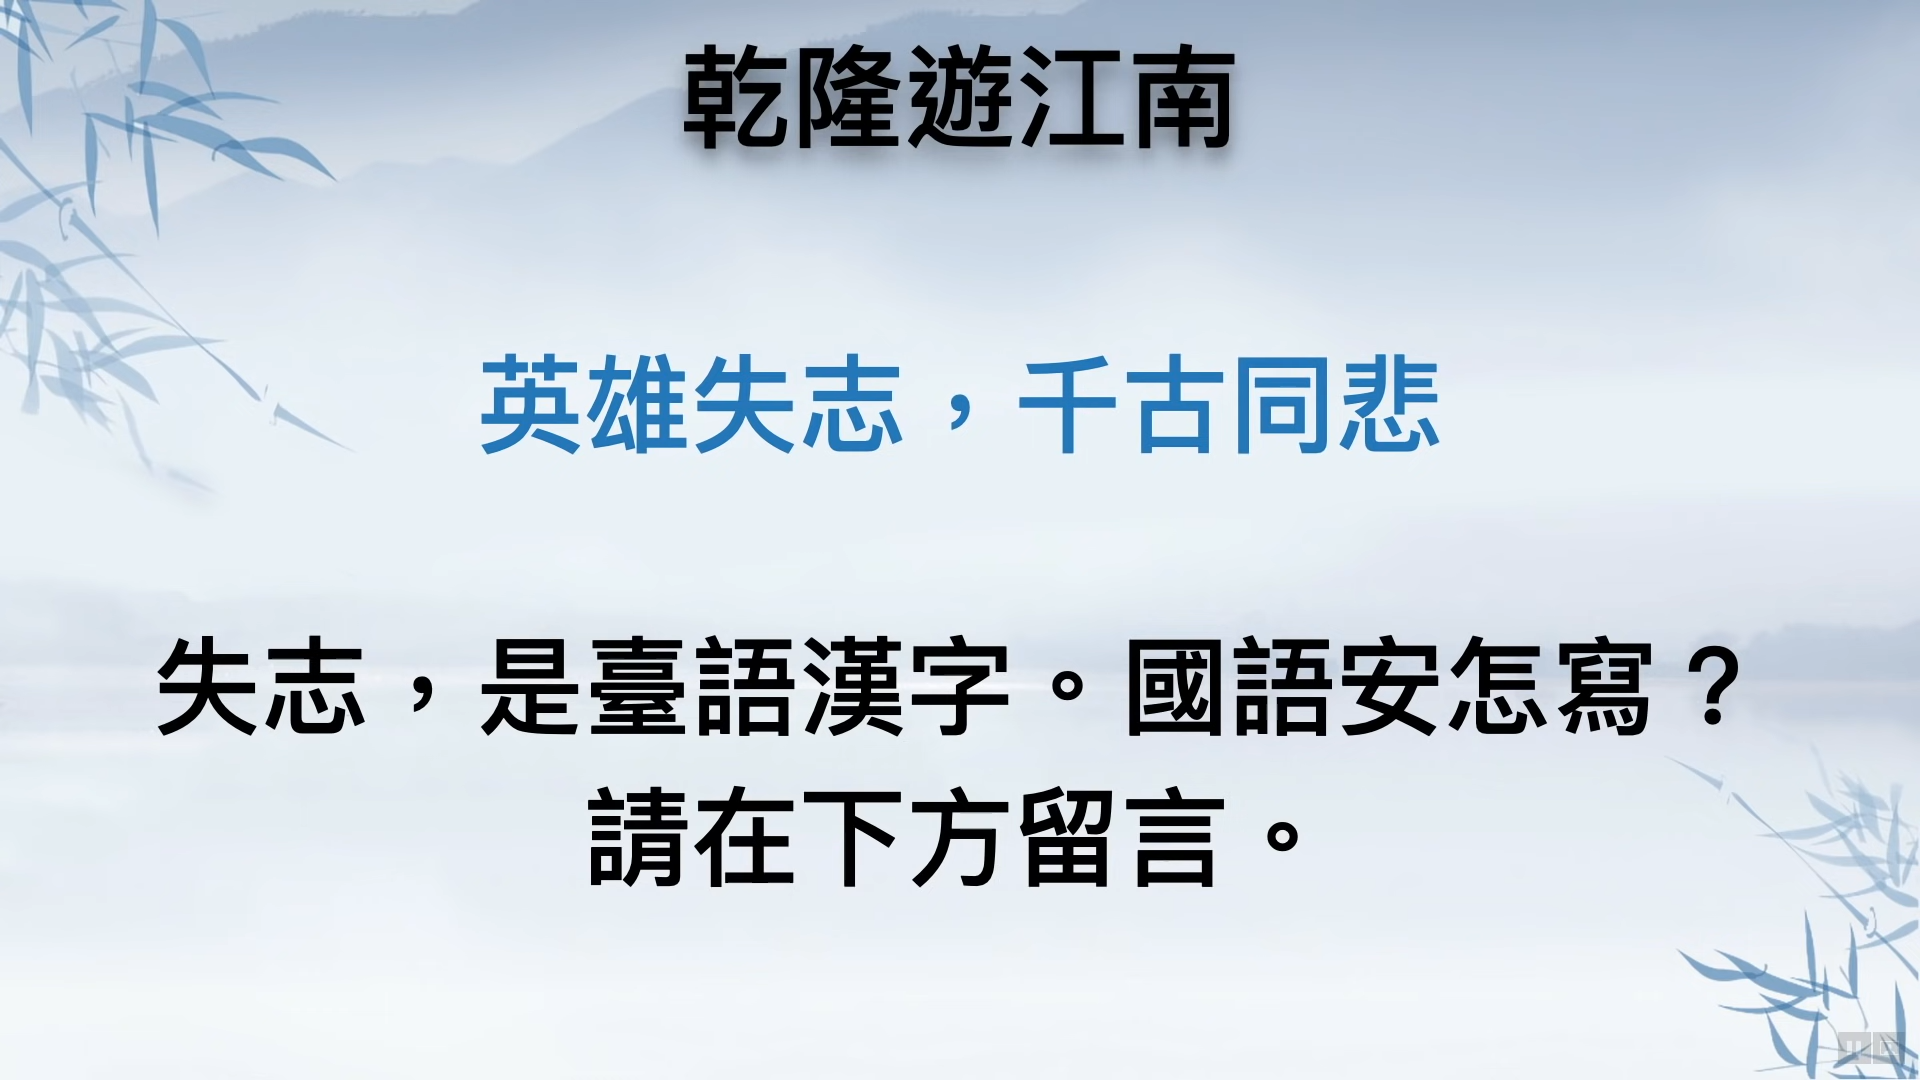 乾隆遊江南
英雄失志，千古同悲
失志，是臺語漢字。國語安怎寫？
請在下方留言。